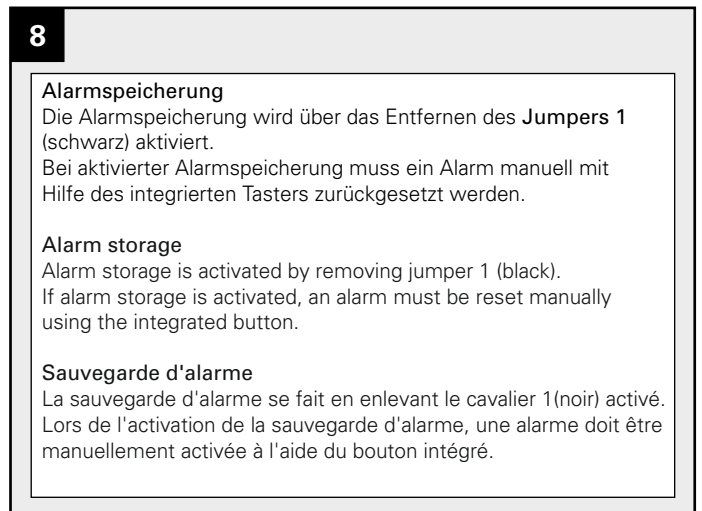 8
Alarmspeicherung
Die Alarmspeicherung wird über das Entfernen des Jumpers 1
(schwarz) aktiviert.
Bei aktivierter Alarmspeicherung muss ein Alarm manuell mit
Hilfe des integrierten Tasters zurückgesetzt werden.
Alarm storage
Alarm storage is activated by removing jumper 1 (black).
If alarm storage is activated, an alarm must be reset manually
using the integrated button.
Sauvegarde d'alarme
La sauvegarde d'alarme se fait en enlevant le cavalier 1(noir) activé.
Lors de l'activation de la sauvegarde d'alarme, une alarme doit être
manuellement activée à l'aide du bouton intégré.